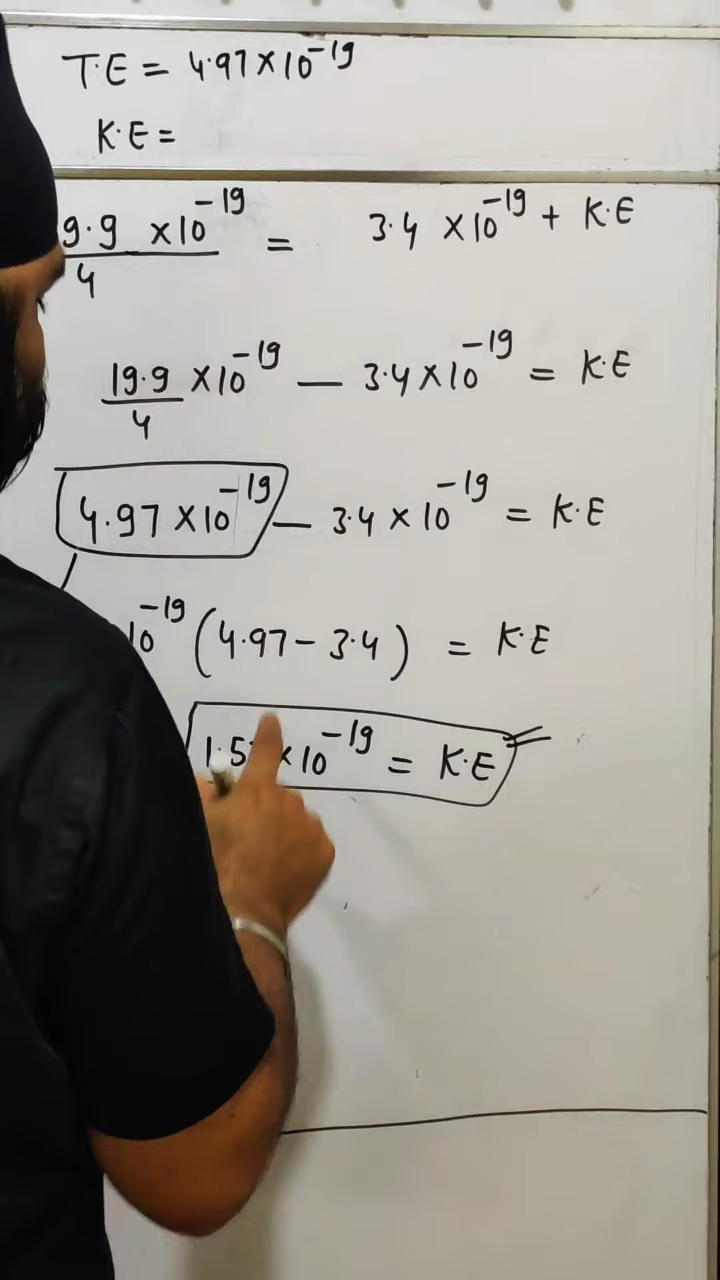 T.E = 4.97×10⁻¹⁹
K.E =
9.9 ×10⁻¹⁹ / 4 = 3.4 ×10⁻¹⁹ + K.E
19.9/4 ×10⁻¹⁹ — 3.4×10⁻¹⁹ = K.E
4.97 ×10⁻¹⁹ — 3.4 × 10⁻¹⁹ = K.E
10⁻¹⁹ (4.97 – 3.4) = K.E
×10⁻¹⁹ = K.E